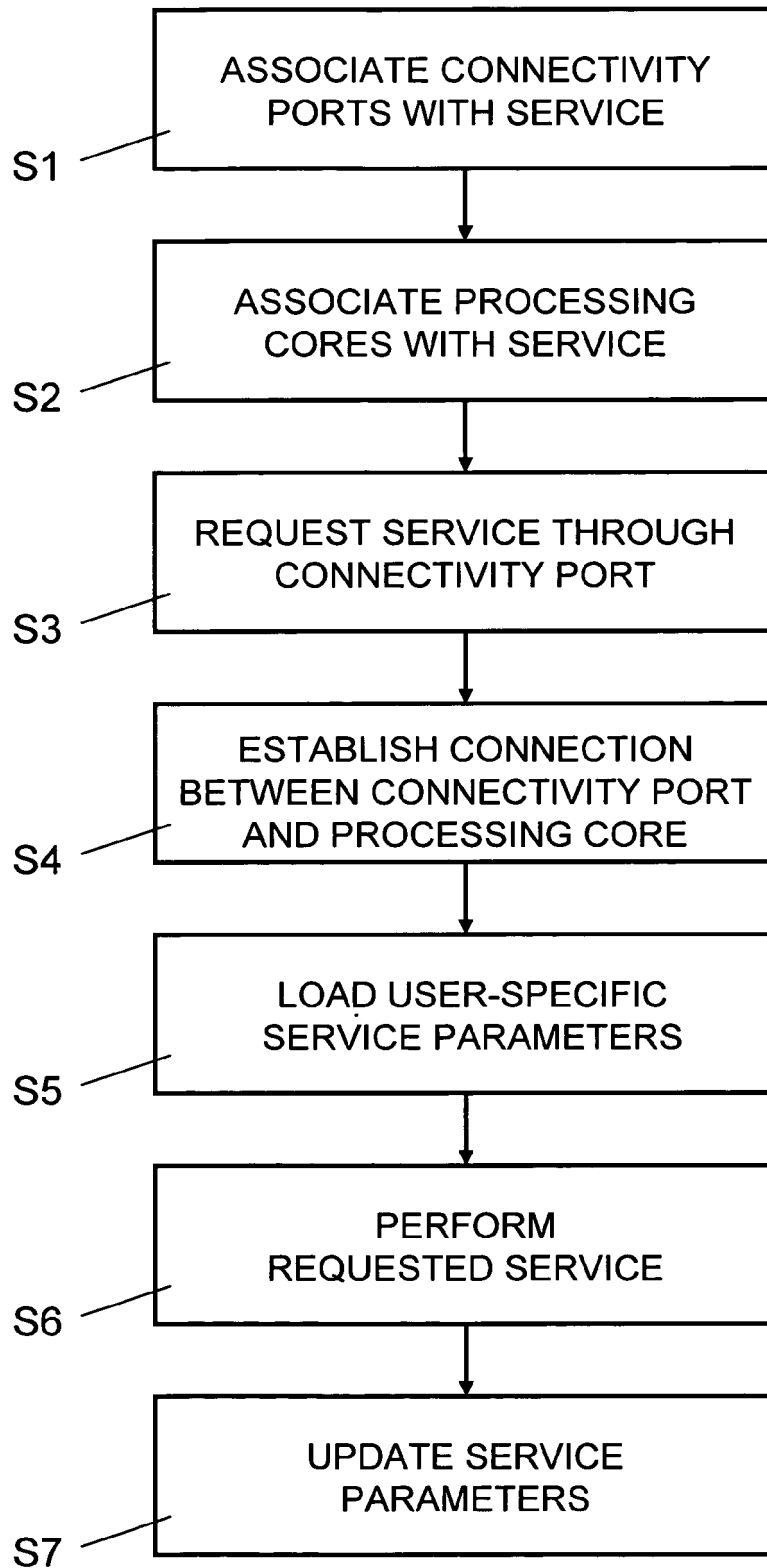 ASSOCIATE CONNECTIVITY
PORTS WITH SERVICE
S1
ASSOCIATE PROCESSING
CORES WITH SERVICE
S2
REQUEST SERVICE THROUGH
CONNECTIVITY PORT
S3
ESTABLISH CONNECTION
BETWEEN CONNECTIVITY PORT
AND PROCESSING CORE
S4
LOAD USER-SPECIFIC
SERVICE PARAMETERS
S5
PERFORM
REQUESTED SERVICE
S6
UPDATE SERVICE
PARAMETERS
S7